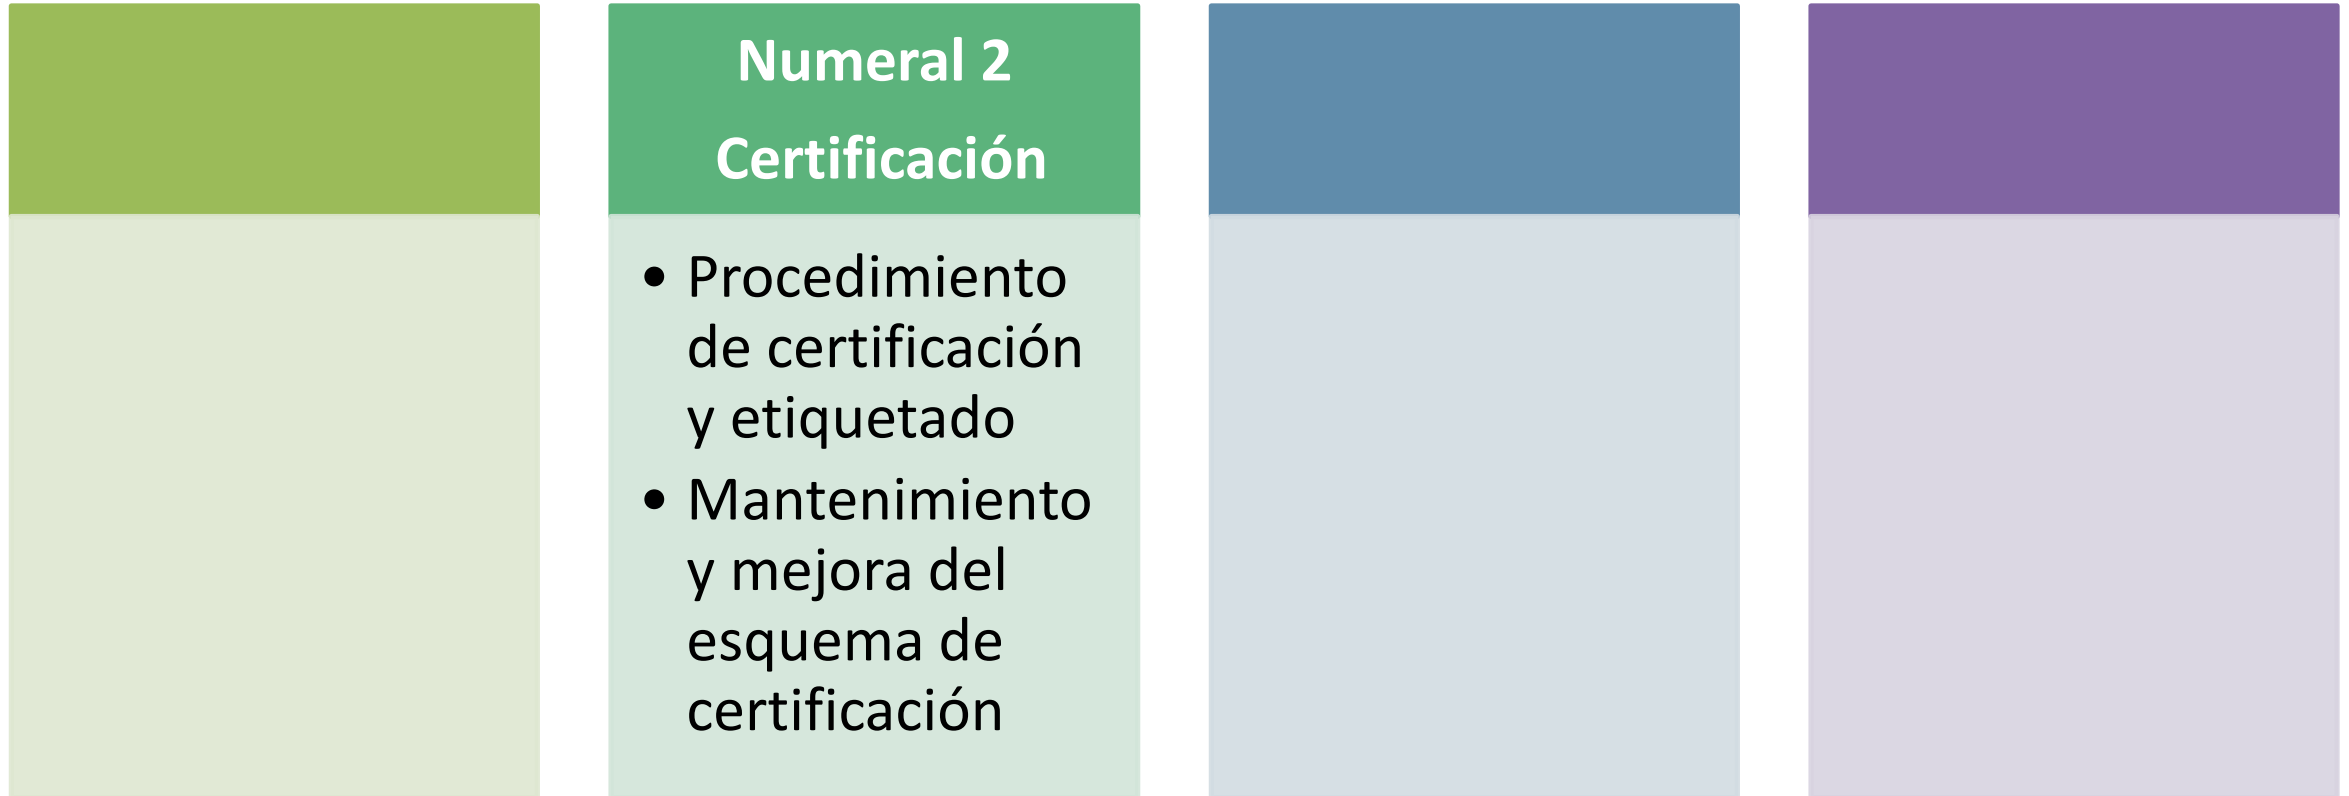 Numeral 2
Certificación
• Procedimiento
de certificación
y etiquetado
• Mantenimiento
y mejora del
esquema de
certificación